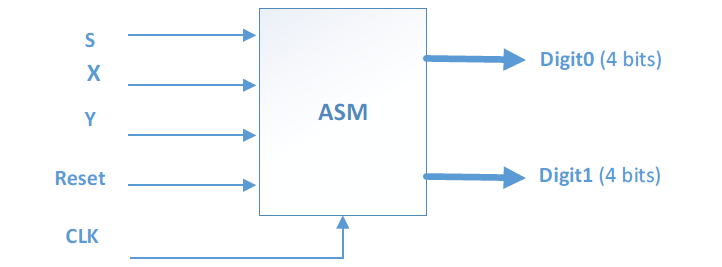 S
X
Y
Reset
CLK
ASM
Digit0 (4 bits)
Digit1 (4 bits)